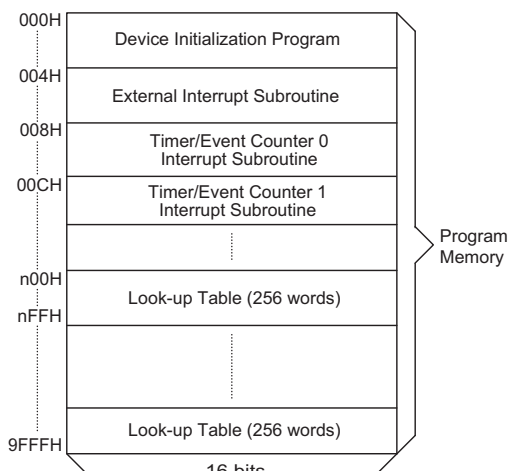 000H
Device Initialization Program
004H
External Interrupt Subroutine
008H
Timer/Event Counter 0
Interrupt Subroutine
00CH
Timer/Event Counter 1
Interrupt Subroutine
Program
Memory
n00H
Look-up Table (256 words)
nFFH
Look-up Table (256 words)
9FFFH
16 bits